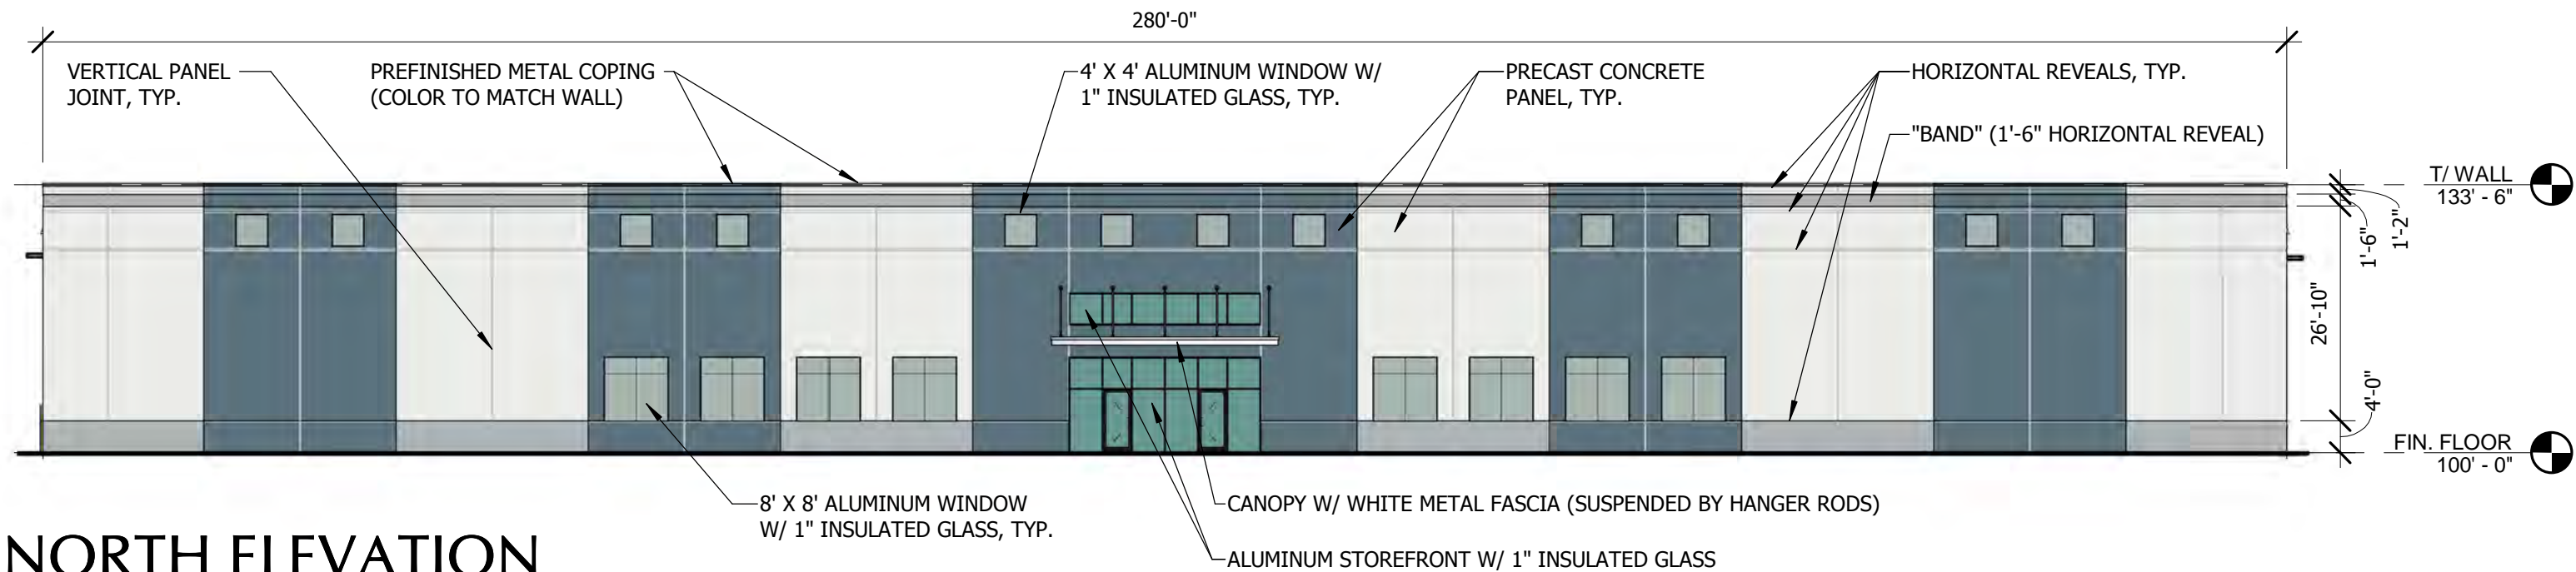 280'-0"
VERTICAL PANEL
JOINT, TYP.
PREFINISHED METAL COPING
(COLOR TO MATCH WALL)
4' X 4' ALUMINUM WINDOW W/
1" INSULATED GLASS, TYP.
PRECAST CONCRETE
PANEL, TYP.
HORIZONTAL REVEALS, TYP.
"BAND" (1'-6" HORIZONTAL REVEAL)
T/ WALL
133' - 6"
1'-2"
1'-6"
26'-10"
4'-0"
FIN. FLOOR
100' - 0"
8' X 8' ALUMINUM WINDOW
W/ 1" INSULATED GLASS, TYP.
CANOPY W/ WHITE METAL FASCIA (SUSPENDED BY HANGER RODS)
ALUMINUM STOREFRONT W/ 1" INSULATED GLASS
NORTH ELEVATION